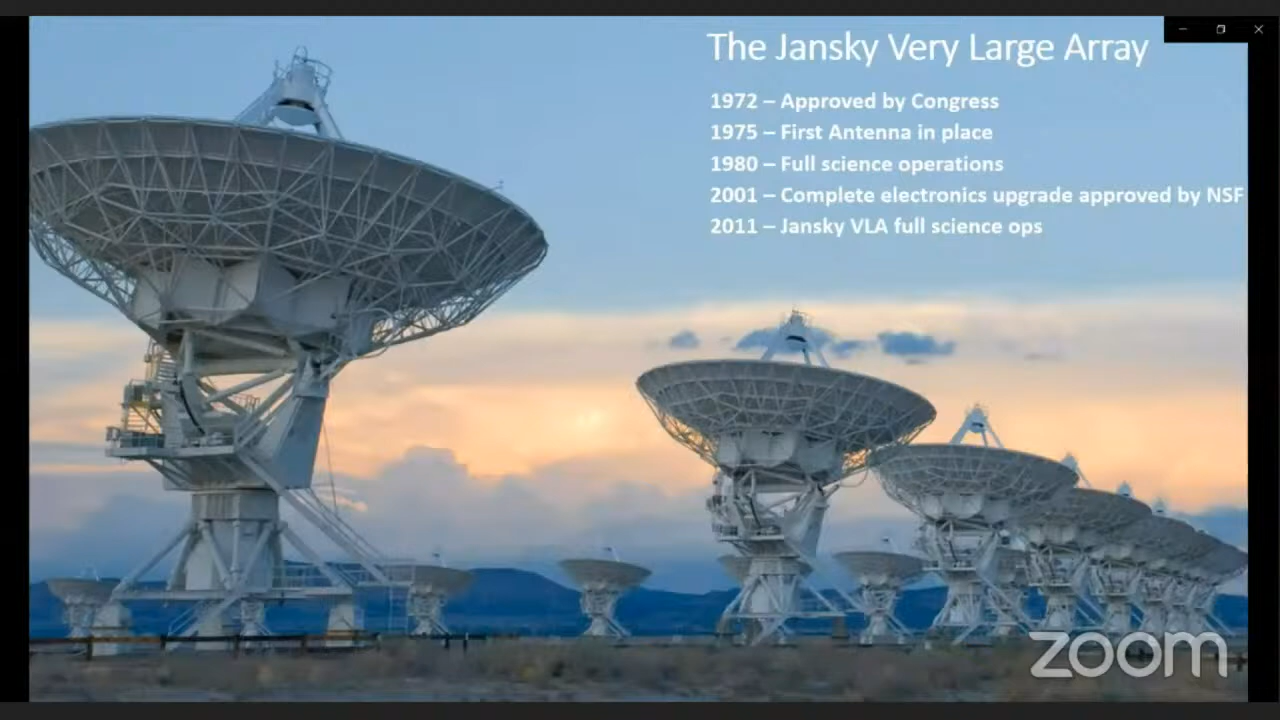 The Jansky Very Large Array
1972 – Approved by Congress
1975 – First Antenna in place
1980 – Full science operations
2001 – Complete electronics upgrade approved by NSF
2011 – Jansky VLA full science ops
zoom